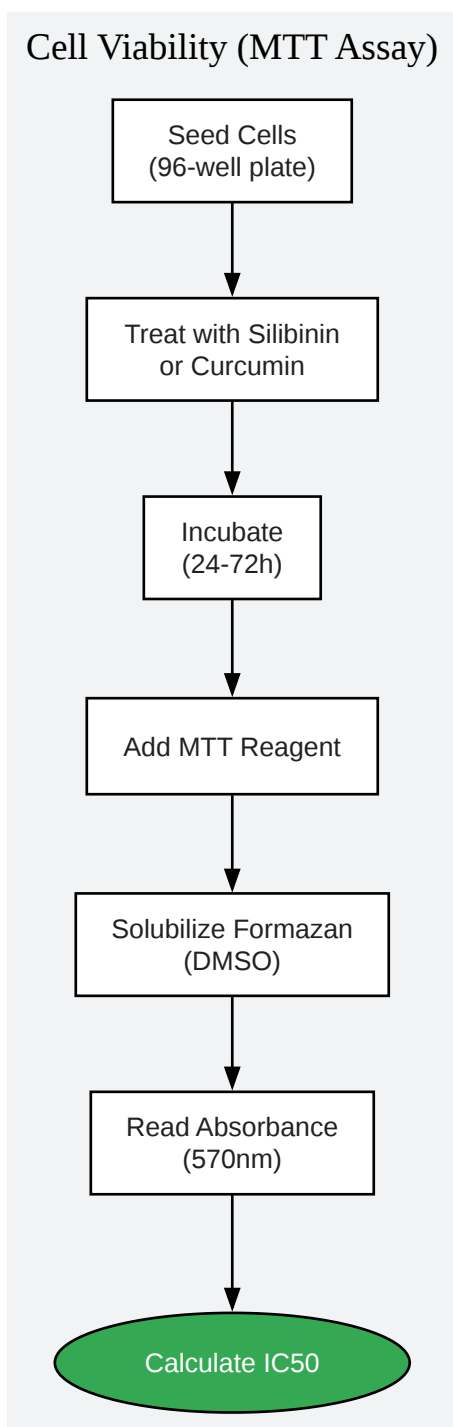 Cell Viability (MTT Assay)
Seed Cells
(96-well plate)
Treat with Silibinin
or Curcumin
Incubate
(24-72h)
Add MTT Reagent
Solubilize Formazan
(DMSO)
Read Absorbance
(570nm)
Calculate IC50